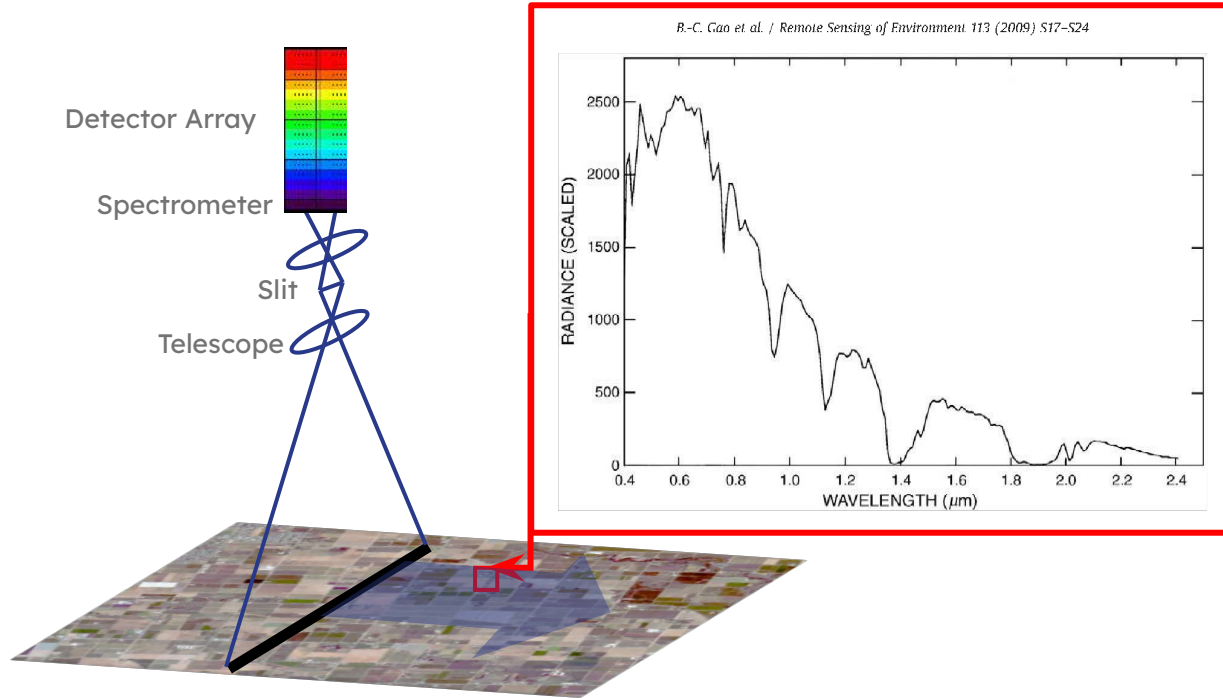 B.-C. Gao et al. / Remote Sensing of Environment 113 (2009) S17–S24
Detector Array
Spectrometer
Slit
Telescope
RADIANCE (SCALED)
2500
2000
1500
1000
500
0
0.4 0.6 0.8 1.0 1.2 1.4 1.6 1.8 2.0 2.2 2.4
WAVELENGTH (μm)